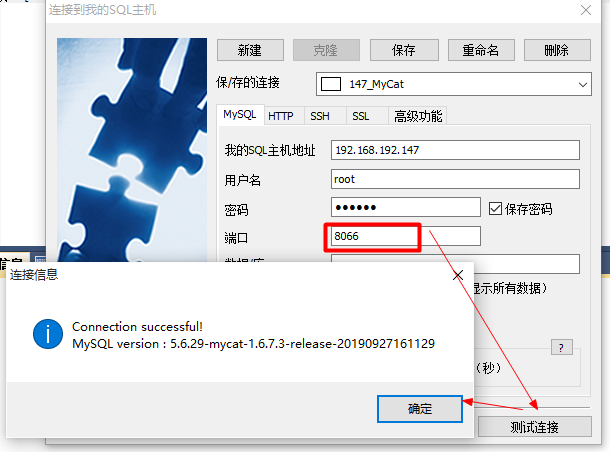 连接到我的SQL主机
新建
克隆
保存
重命名
删除
保/存的连接
147_MyCat
MySQL
HTTP
SSH
SSL
高级功能
我的SQL主机地址
192.168.192.147
用户名
root
密码
••••••
保存密码
端口
8066
信息
数据/库
连接信息
显示所有数据)
Connection successful!
MySQL version : 5.6.29-mycat-1.6.7.3-release-20190927161129
?
(秒)
确定
测试连接